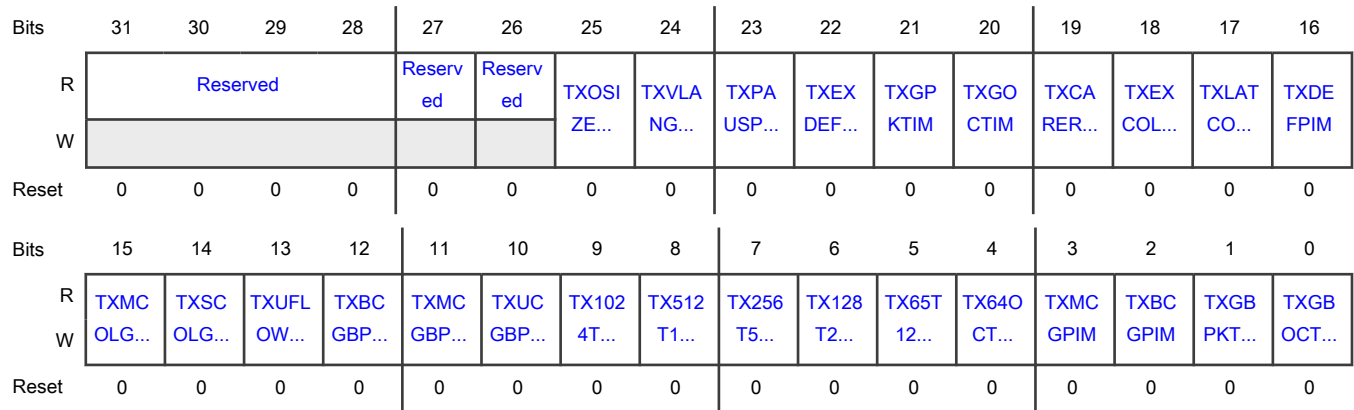 Bits 31 30 29 28 27 26 25 24 23 22 21 20 19 18 17 16
R Reserved Reserv ed Reserv ed TXOSI ZE... TXVLA NG... TXPA USP... TXEX DEF... TXGP KTIM TXGO CTIM TXCA RER... TXEX COL... TXLAT CO... TXDE FPIM
W
Reset 0 0 0 0 0 0 0 0 0 0 0 0 0 0 0 0
Bits 15 14 13 12 11 10 9 8 7 6 5 4 3 2 1 0
R TXMC TXSC TXUFL TXBC TXMC TXUC TX102 TX512 TX256 TX128 TX65T TX64O TXMC TXBC TXGB TXGB
W OLG... OLG... OW... GBP... GBP... GBP... 4T... T1... T5... T2... 12... CT... GPIM GPIM PKT... OCT...
Reset 0 0 0 0 0 0 0 0 0 0 0 0 0 0 0 0